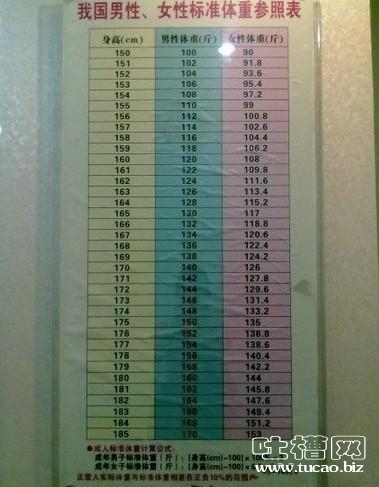 我国男性、女性标准体重参照表
身高(cm) 男性体重(斤) 女性体重(斤)
150 100 90
151 102 91.8
152 104 93.6
153 106 95.4
154 108 97.2
155 110 99
156 112 100.8
157 114 102.6
158 116 104.4
159 118 106.2
160 120 108
161 122 109.8
162 124 111.6
163 126 113.4
164 128 115.2
165 130 117
166 132 118.8
167 134 120.6
168 136 122.4
169 138 124.2
170 140 126
171 142 127.8
172 144 129.6
173 146 131.4
174 148 133.2
175 150 135
176 152 136.8
177 154 138.6
178 156 140.4
179 158 142.2
180 160 144
181 162 145.8
182 164 147.6
183 166 149.4
184 168 151.2
185 170 153
●成人标准体重计算公式：
成年男子标准体重（斤）：[身高(cm)-100]×
成年女子标准体重（斤）：[身高(cm)-100]×
正常人实际体重与标准体重相差在正负10%的范围
吐槽网
www.tucao.biz